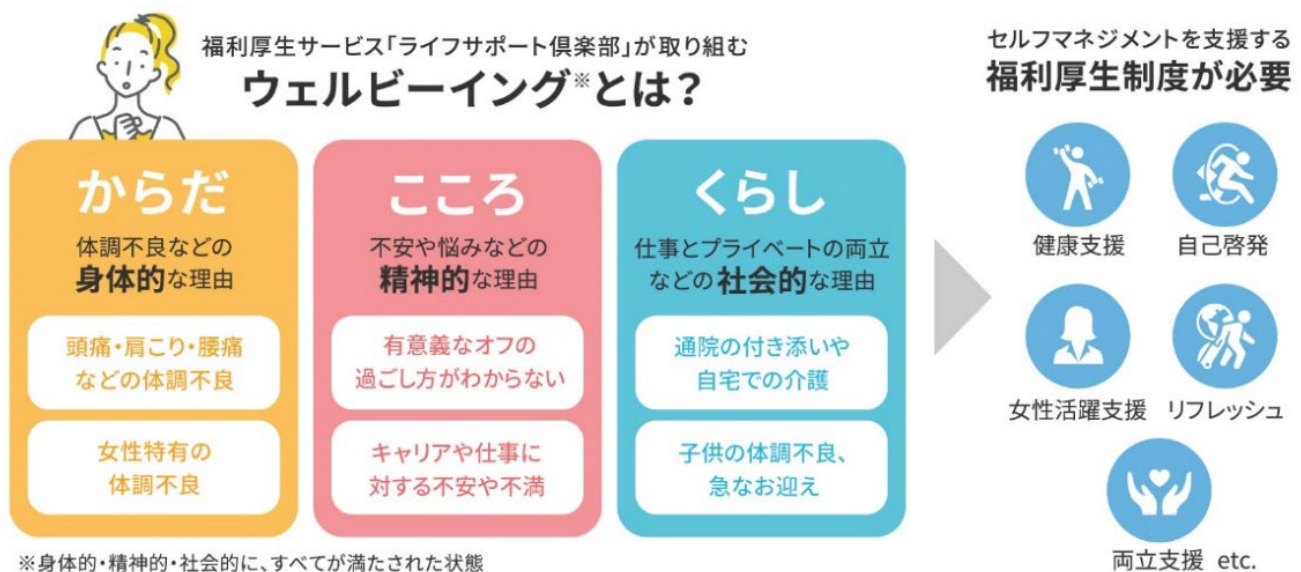 福利厚生サービス「ライフサポート倶楽部」が取り組む
ウェルビーイング※とは？
からだ
体調不良などの
身体的な理由
頭痛・肩こり・腰痛
などの体調不良
女性特有の
体調不良
こころ
不安や悩みなどの
精神的な理由
有意義なオフの
過ごし方がわからない
キャリアや仕事に
対する不安や不満
くらし
仕事とプライベートの両立
などの社会的な理由
通院の付き添いや
自宅での介護
子供の体調不良、
急なお迎え
※身体的・精神的・社会的に、すべてが満たされた状態
セルフマネジメントを支援する
福利厚生制度が必要
健康支援
自己啓発
女性活躍支援
リフレッシュ
両立支援 etc.